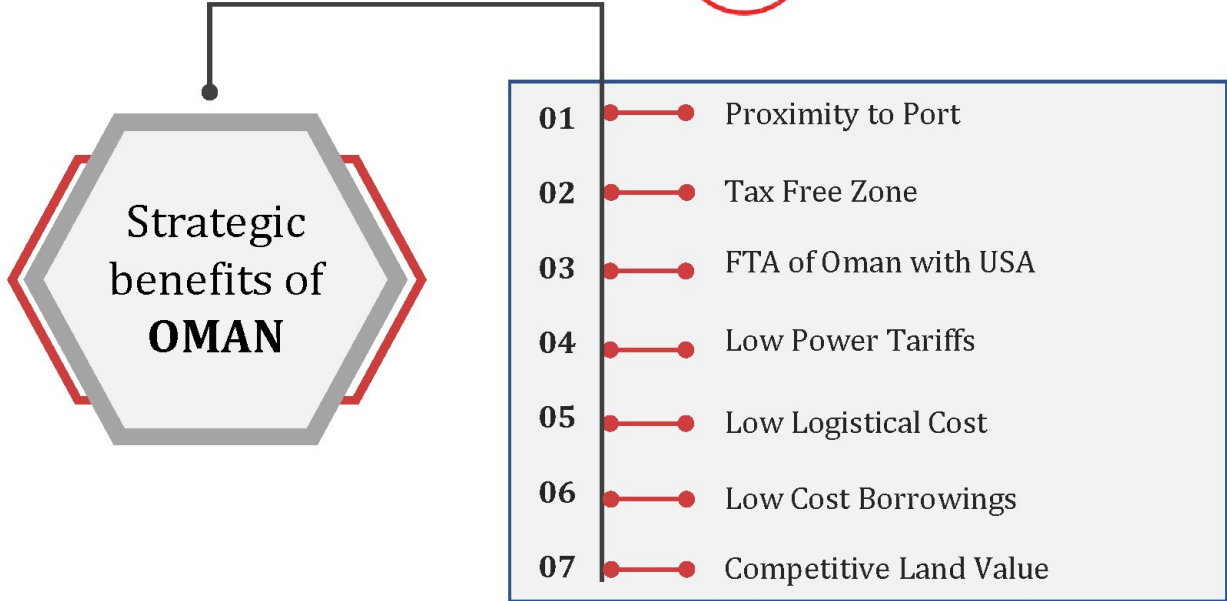 Strategic
benefits of
OMAN
01 Proximity to Port
02 Tax Free Zone
03 FTA of Oman with USA
04 Low Power Tariffs
05 Low Logistical Cost
06 Low Cost Borrowings
07 Competitive Land Value